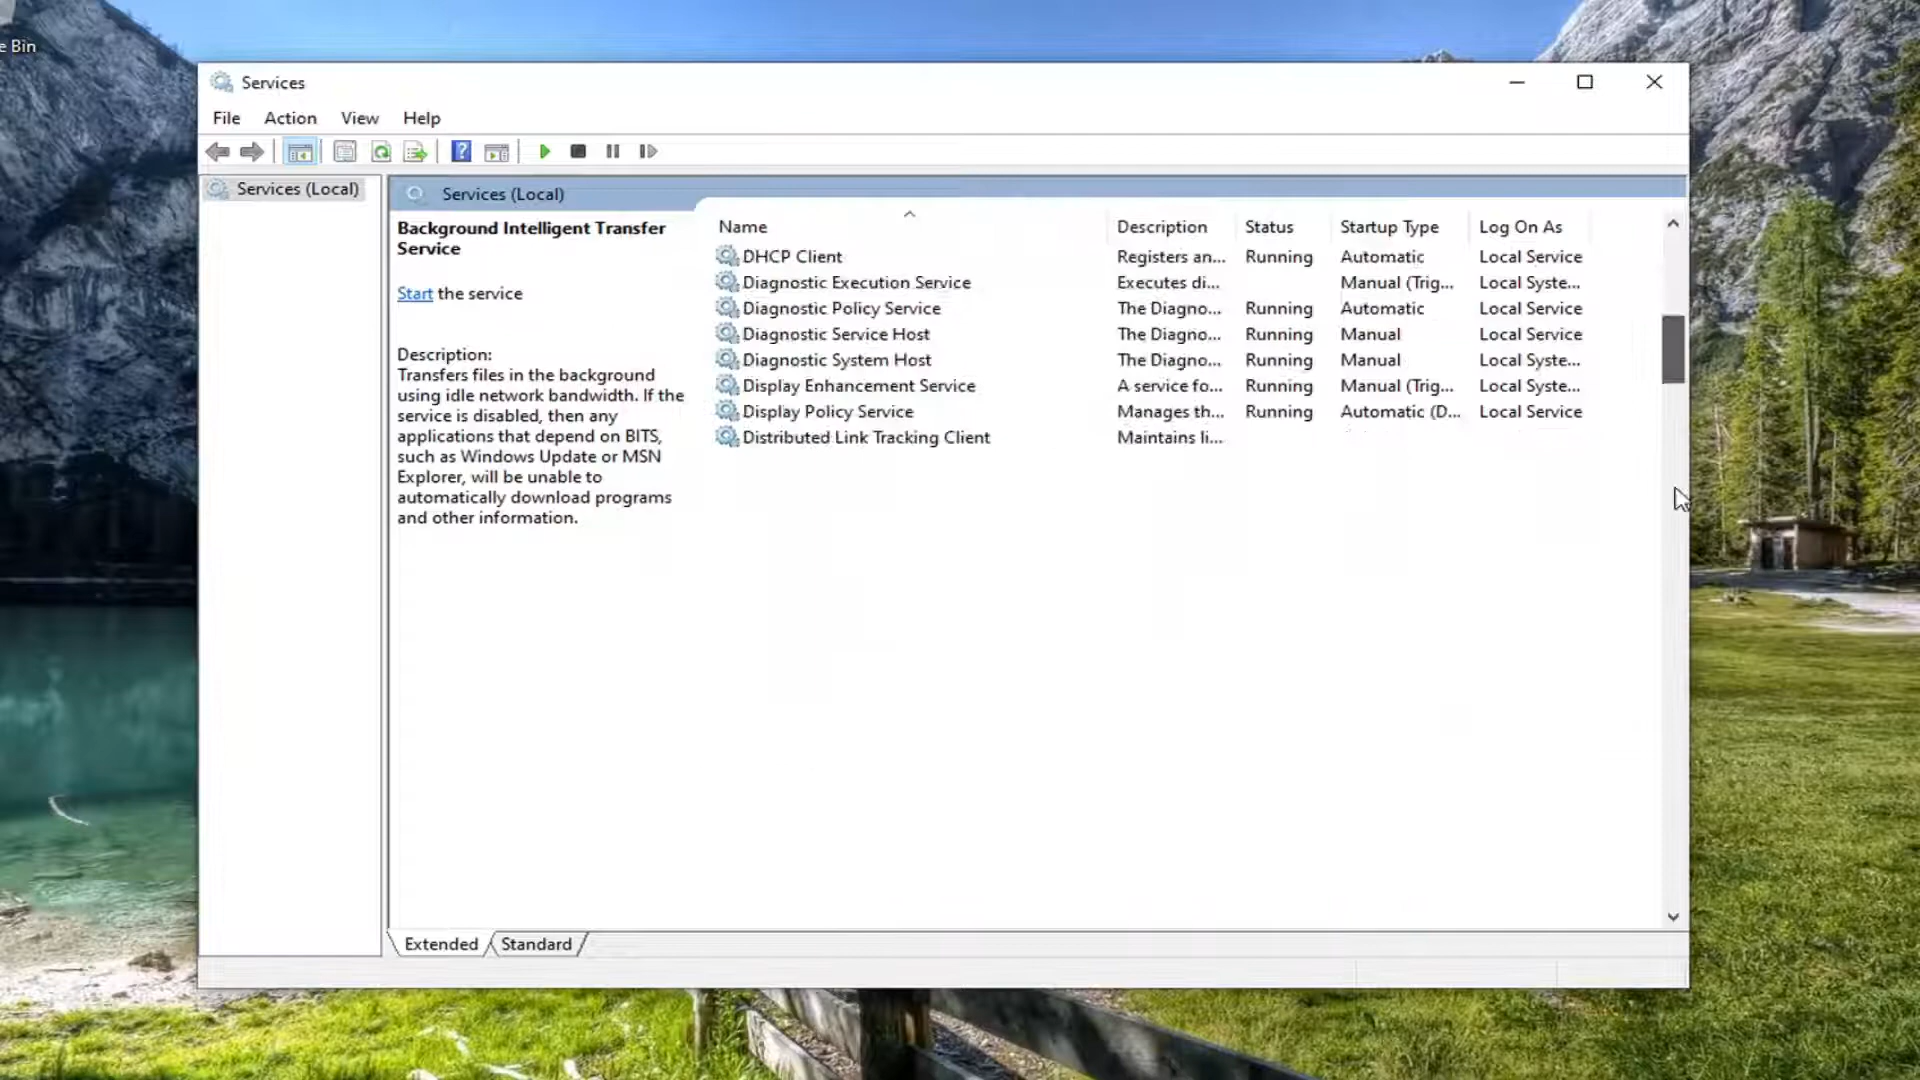 e Bin
Services
File Action View Help
Services (Local)
Services (Local)
Background Intelligent Transfer
Service
Start the service
Description:
Transfers files in the background
using idle network bandwidth. If the
service is disabled, then any
applications that depend on BITS,
such as Windows Update or MSN
Explorer, will be unable to
automatically download programs
and other information.
Name Description Status Startup Type Log On As
DHCP Client Registers an... Running Automatic Local Service
Diagnostic Execution Service Executes di... Manual (Trig... Local Syste...
Diagnostic Policy Service The Diagno... Running Automatic Local Service
Diagnostic Service Host The Diagno... Running Manual Local Service
Diagnostic System Host The Diagno... Running Manual Local Syste...
Display Enhancement Service A service fo... Running Manual (Trig... Local Syste...
Display Policy Service Manages th... Running Automatic (D... Local Service
Distributed Link Tracking Client Maintains li...
Extended Standard